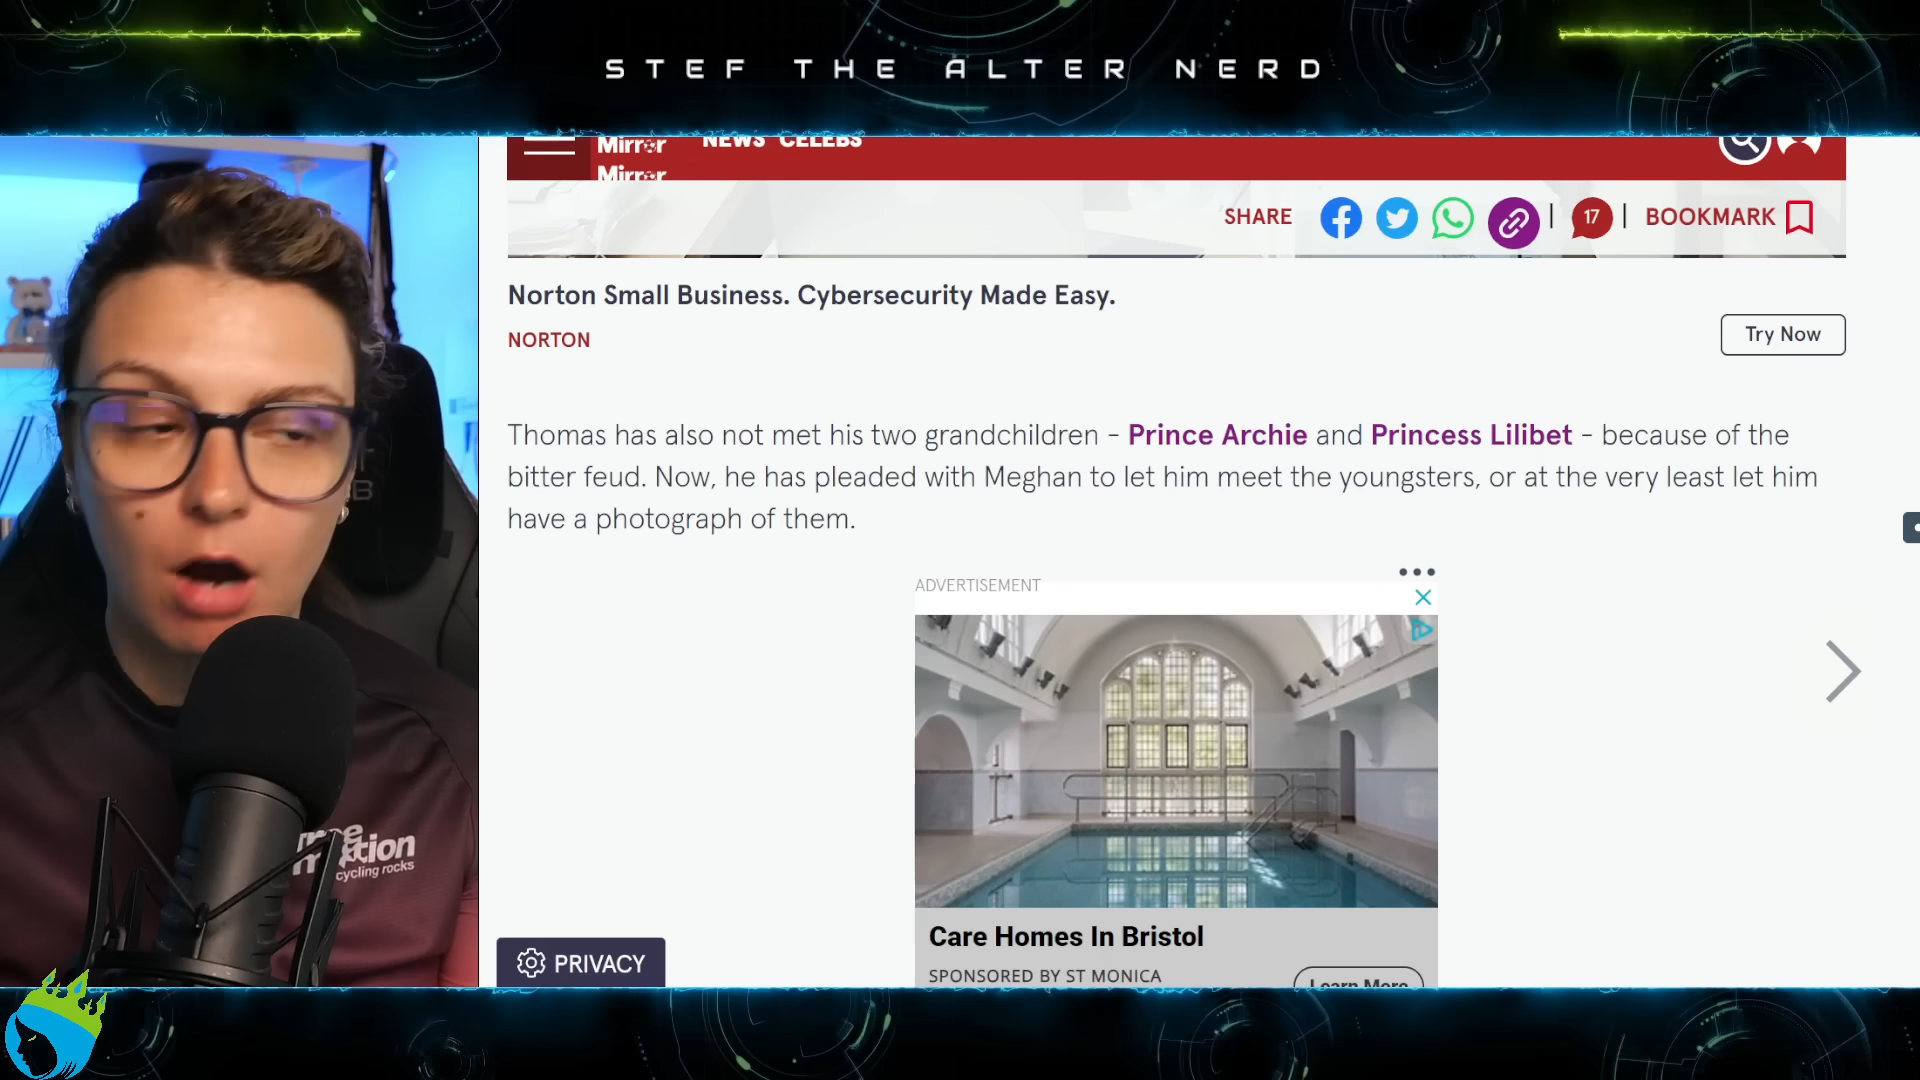 STEF THE ALTER NERD
Mirror
NEWS CELEBS
Mirror
SHARE
17
BOOKMARK
Norton Small Business. Cybersecurity Made Easy.
NORTON
Try Now
Thomas has also not met his two grandchildren - Prince Archie and Princess Lilibet - because of the
bitter feud. Now, he has pleaded with Meghan to let him meet the youngsters, or at the very least let him
have a photograph of them.
ADVERTISEMENT
Care Homes In Bristol
SPONSORED BY ST MONICA
Learn More
PRIVACY
cycling rocks